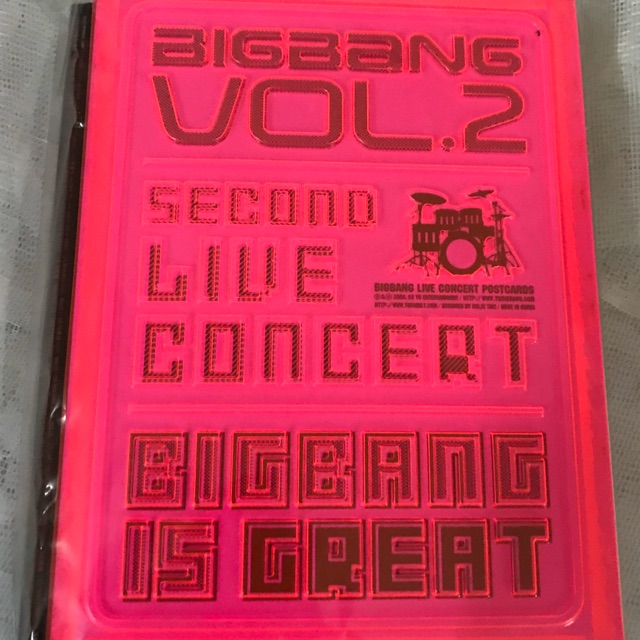 BIGBANG
VOL.2
SECOND
LIVE
CONCERT
BIGBANG LIVE CONCERT POSTCARDS
BIGBANG
IS GREAT